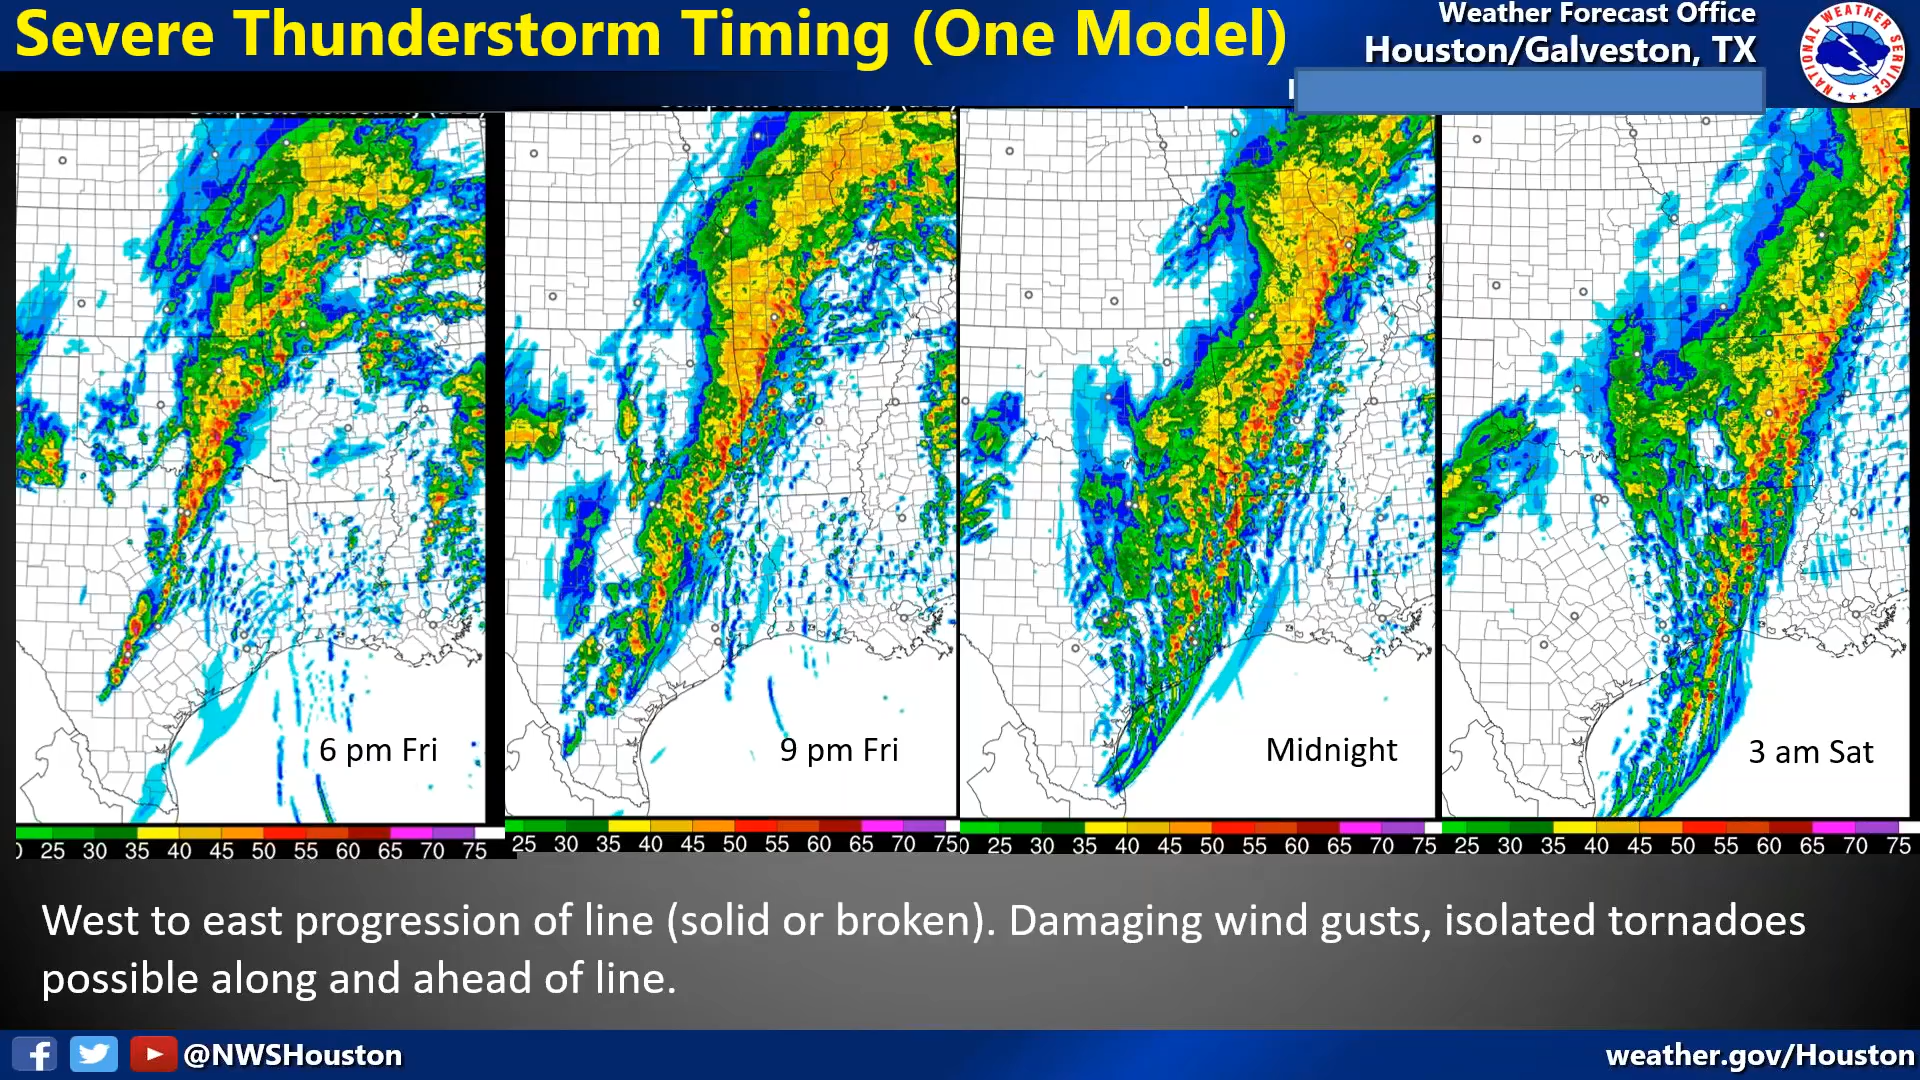 Severe Thunderstorm Timing (One Model)
Weather Forecast Office
Houston/Galveston, TX
NATIONAL WEATHER SERVICE
6 pm Fri
9 pm Fri
Midnight
3 am Sat
25 30 35 40 45 50 55 60 65 70 75
25 30 35 40 45 50 55 60 65 70 75
25 30 35 40 45 50 55 60 65 70 75
25 30 35 40 45 50 55 60 65 70 75
West to east progression of line (solid or broken). Damaging wind gusts, isolated tornadoes
possible along and ahead of line.
@NWSHouston
weather.gov/Houston